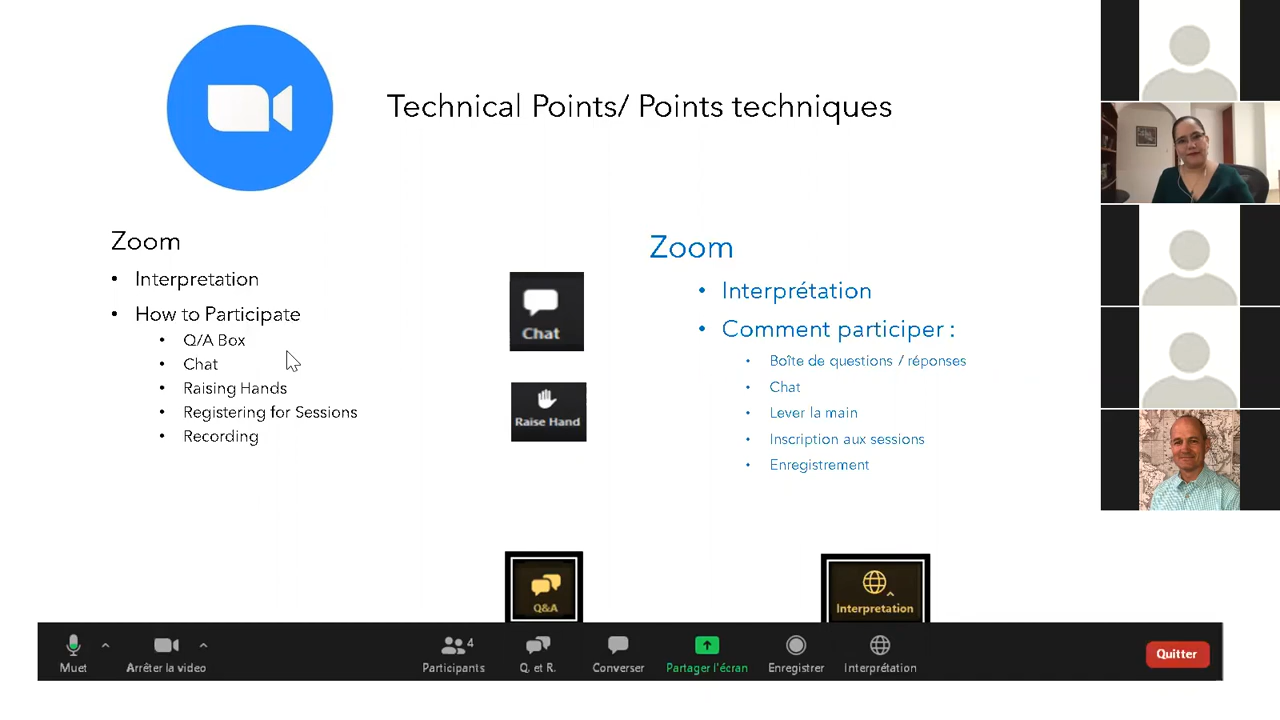 Technical Points/ Points techniques
Zoom
• Interpretation
• How to Participate
• Q/A Box
• Chat
• Raising Hands
• Registering for Sessions
• Recording
Chat
Raise Hand
Zoom
• Interprétation
• Comment participer :
• Boîte de questions / réponses
• Chat
• Lever la main
• Inscription aux sessions
• Enregistrement
Q&A
Interpretation
Muet
Arrêter la video
Participants 4
Q. et R.
Converser
Partager l'écran
Enregistrer
Interprétation
Quitter